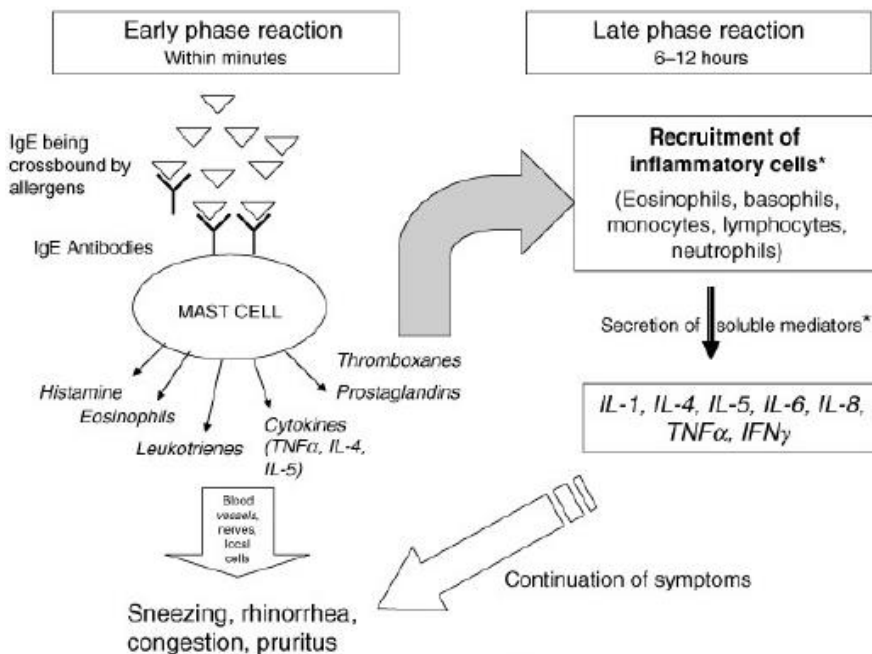 Early phase reaction
Within minutes
IgE being
crossbound by
allergens
IgE Antibodies
MAST CELL
Histamine
Eosinophils
Leukotrienes
Cytokines
(TNFα, IL-4,
IL-5)
Thromboxanes
Prostaglandins
Blood
vessels,
nerves,
local
cells
Sneezing, rhinorrhea,
congestion, pruritus
Late phase reaction
6–12 hours
Recruitment of
inflammatory cells*
(Eosinophils, basophils,
monocytes, lymphocytes,
neutrophils)
Secretion of soluble mediators*
IL-1, IL-4, IL-5, IL-6, IL-8,
TNFα, IFNγ
Continuation of symptoms